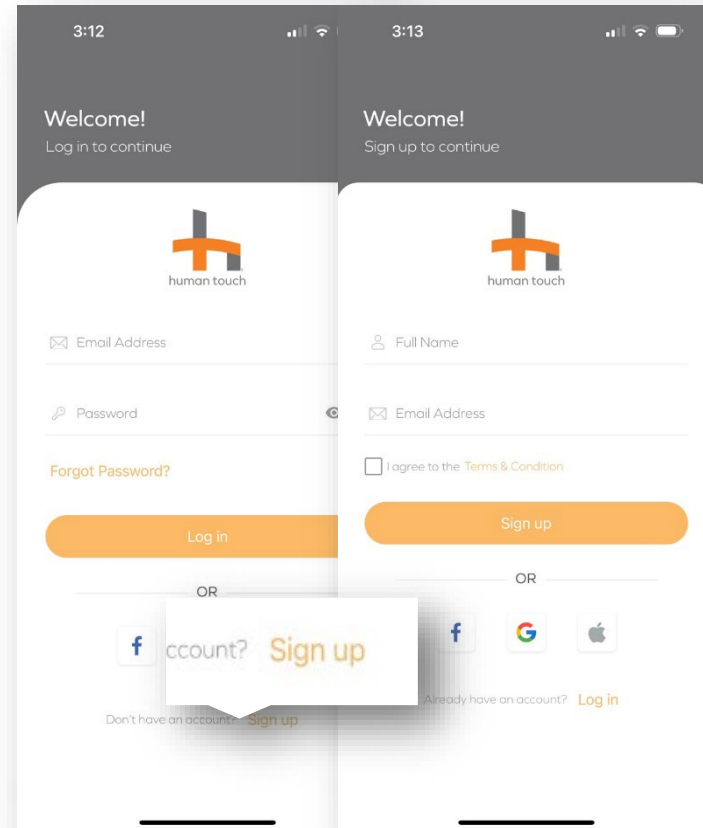 3:12
Welcome!
Log in to continue
human touch
Email Address
Password
Forgot Password?
Log in
OR
f
ccount? Sign up
Don't have an account? Sign up
3:13
Welcome!
Sign up to continue
human touch
Full Name
Email Address
I agree to the Terms & Condition
Sign up
OR
f G
Already have an account? Log in